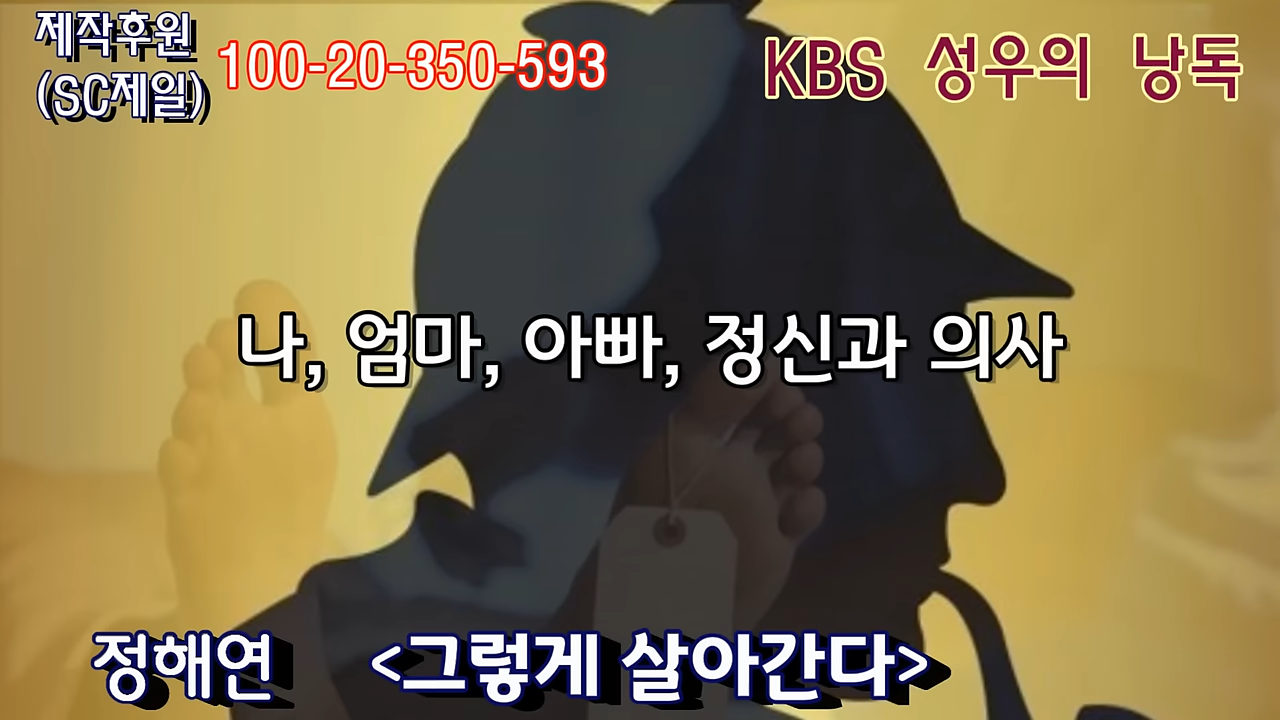 제작후원
(SC제일)
100-20-350-593
KBS 성우의 낭독
나, 엄마, 아빠, 정신과 의사
정해연 <그렇게 살아간다>